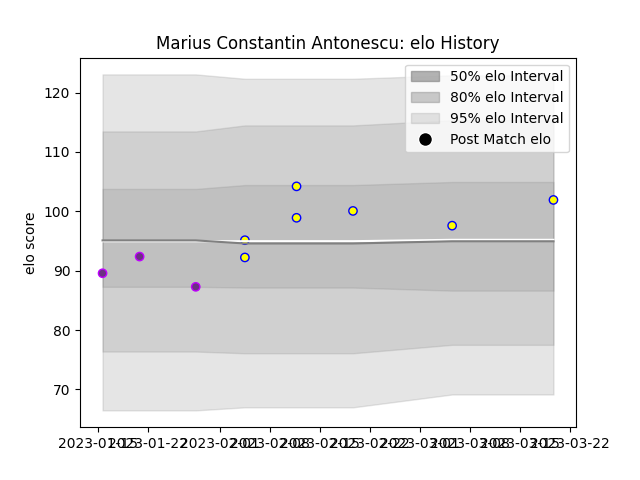 Marius Constantin Antonescu: elo History
50% elo Interval
80% elo Interval
95% elo Interval
Post Match elo
elo score
120
110
100
90
80
70
2023-01-15 2023-01-22 2023-02-01 2023-02-08 2023-02-15 2023-02-22 2023-03-01 2023-03-08 2023-03-15 2023-03-22